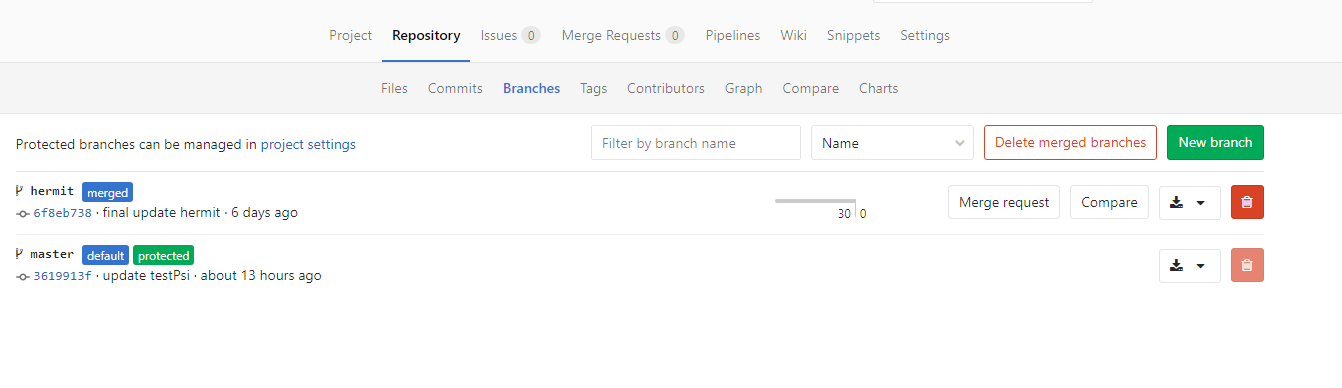 Project Repository Issues 0 Merge Requests 0 Pipelines Wiki Snippets Settings
Files Commits Branches Tags Contributors Graph Compare Charts
Protected branches can be managed in project settings Filter by branch name Name Delete merged branches New branch
hermit merged
6f8eb738 · final update hermit · 6 days ago 30 0 Merge request Compare
master default protected
3619913f · update testPsi · about 13 hours ago